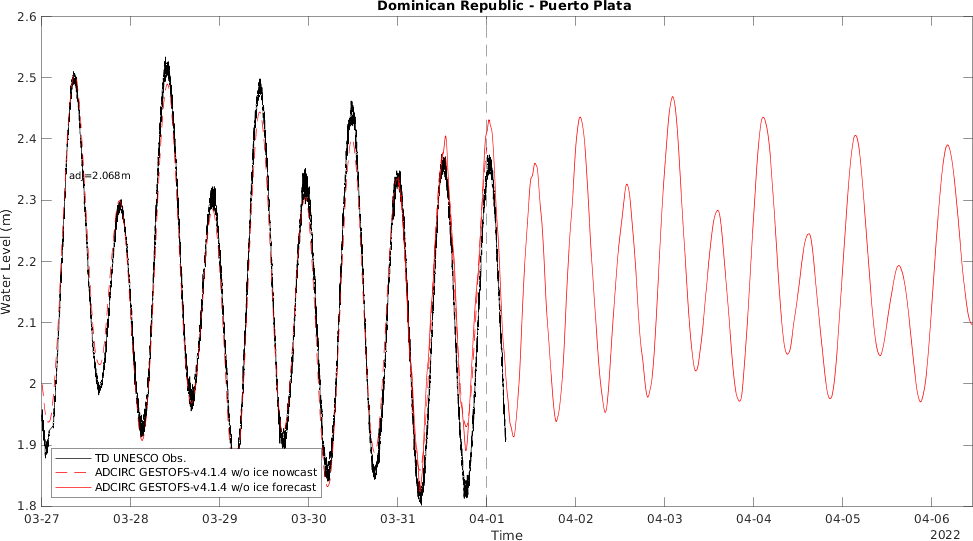 Dominican Republic - Puerto Plata
2.6
2.5
2.4
2.3
2.2
2.1
2
1.9
1.8
Water Level (m)
adj=2.068m
TD UNESCO Obs.
ADCIRC GESTOFS-v4.1.4 w/o ice nowcast
ADCIRC GESTOFS-v4.1.4 w/o ice forecast
03-27 03-28 03-29 03-30 03-31 04-01 04-02 04-03 04-04 04-05 04-06
Time
2022